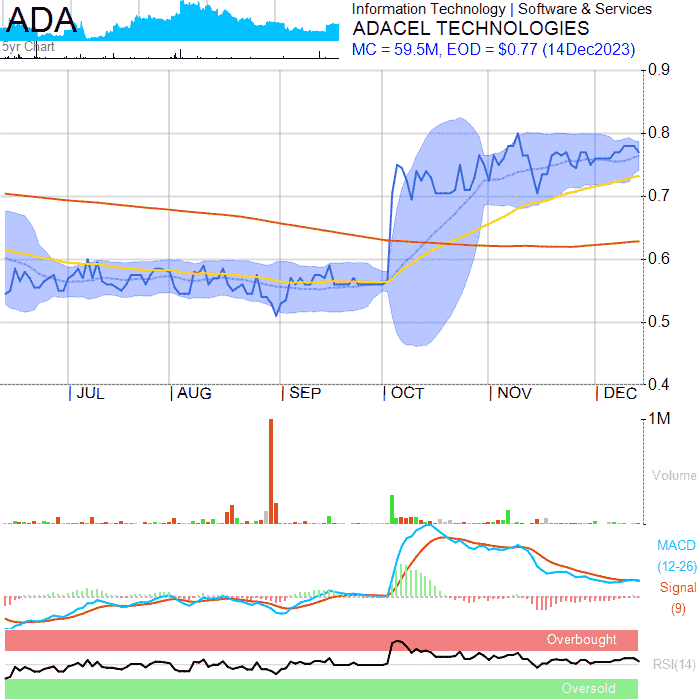 ADA
5yr Chart
Information Technology | Software & Services
ADACEL TECHNOLOGIES
MC = 59.5M, EOD = $0.77 (14Dec2023)
0.9
0.8
0.7
0.6
0.5
0.4
| JUL | AUG | SEP | OCT | NOV | DEC
1M
Volume
MACD
(12-26)
Signal
(9)
Overbought
RSI(14)
Oversold